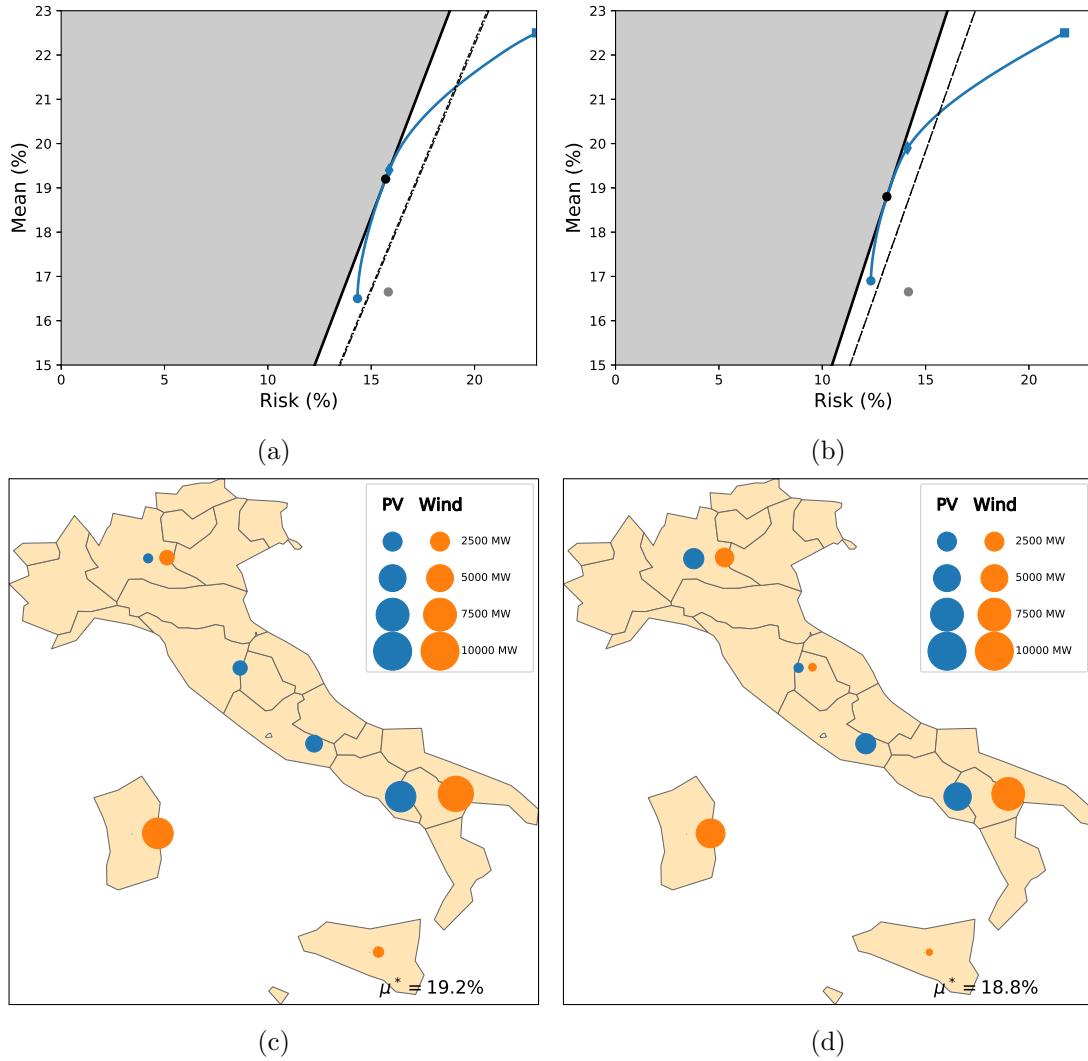 23
22
21
20
19
18
17
16
15
Mean (%)
0 5 10 15 20
Risk (%)
(a)
23
22
21
20
19
18
17
16
15
Mean (%)
0 5 10 15 20
Risk (%)
(b)
PV Wind
2500 MW
5000 MW
7500 MW
10000 MW
μ* = 19.2%
(c)
PV Wind
2500 MW
5000 MW
7500 MW
10000 MW
μ* = 18.8%
(d)